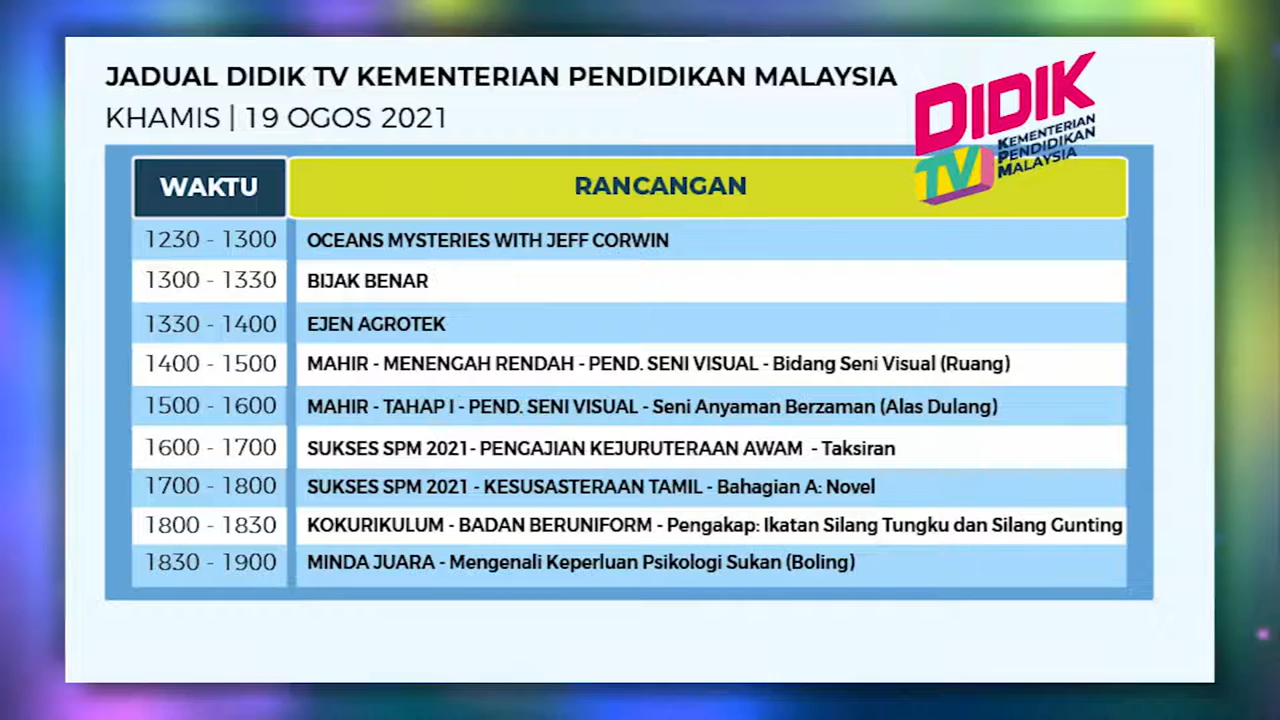 JADUAL DIDIK TV KEMENTERIAN PENDIDIKAN MALAYSIA
KHAMIS | 19 OGOS 2021
DIDIK
TV
KEMENTERIAN
PENDIDIKAN
MALAYSIA
WAKTU RANCANGAN
1230 - 1300 OCEANS MYSTERIES WITH JEFF CORWIN
1300 - 1330 BIJAK BENAR
1330 - 1400 EJEN AGROTEK
1400 - 1500 MAHIR - MENENGAH RENDAH - PEND. SENI VISUAL - Bidang Seni Visual (Ruang)
1500 - 1600 MAHIR - TAHAP I - PEND. SENI VISUAL - Seni Anyaman Berzaman (Alas Dulang)
1600 - 1700 SUKSES SPM 2021- PENGAJIAN KEJURUTERAAN AWAM - Taksiran
1700 - 1800 SUKSES SPM 2021 - KESUSASTERAAN TAMIL - Bahagian A: Novel
1800 - 1830 KOKURIKULUM - BADAN BERUNIFORM - Pengakap: Ikatan Silang Tungku dan Silang Gunting
1830 - 1900 MINDA JUARA - Mengenali Keperluan Psikologi Sukan (Boling)